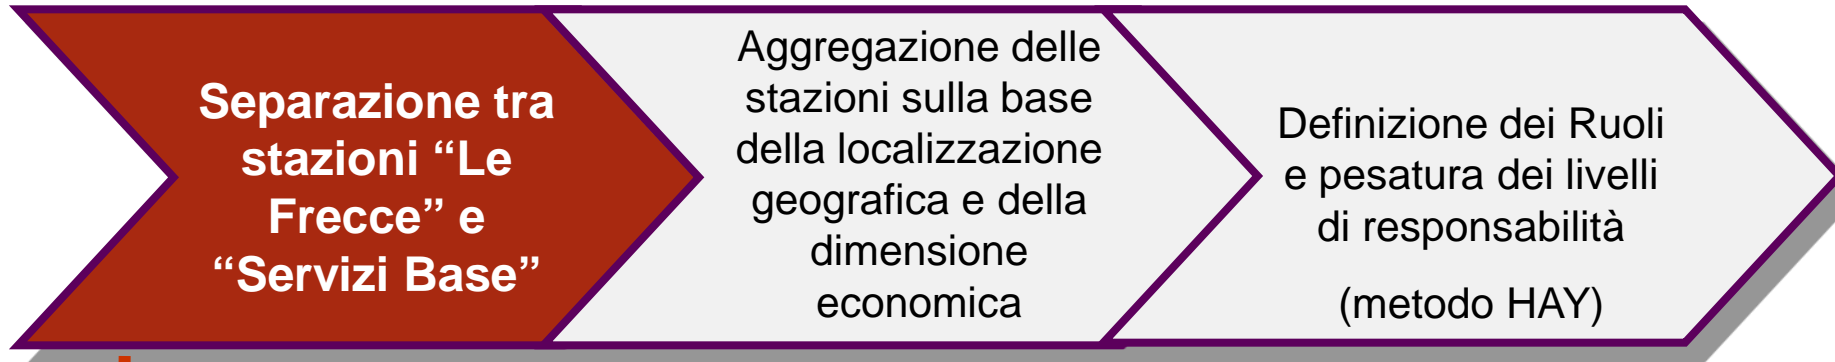 Separazione tra
stazioni “Le
Frecce” e
“Servizi Base”
Aggregazione delle
stazioni sulla base
della localizzazione
geografica e della
dimensione
economica
Definizione dei Ruoli
e pesatura dei livelli
di responsabilità
(metodo HAY)